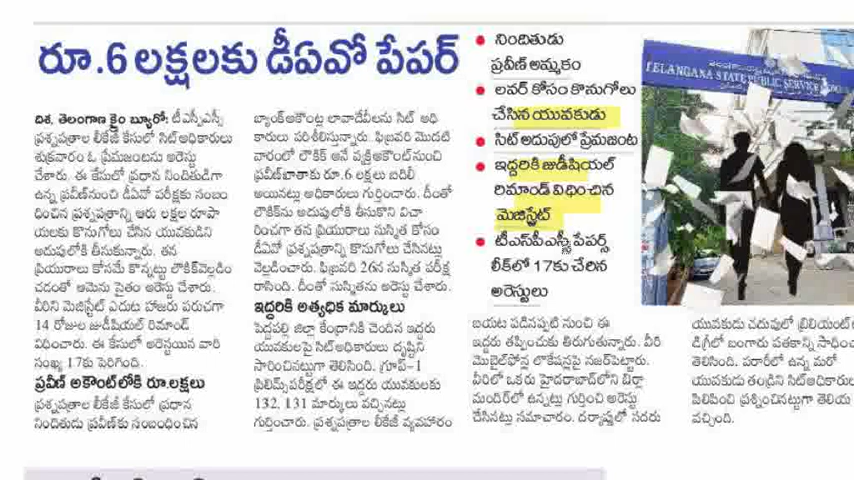 రూ.6 లక్షలకు డీఏవో పేపర్
నిందితుడు
ప్రవీణ్ అమ్మకం
లవర్ కోసం కొనుగోలు
చేసిన యువకుడు
సిట్ అదుపులో ప్రేమజంట
ఇద్దరికి జుడీషియల్
రిమాండ్ విధించిన
మెజిస్ట్రేట్
టీఎస్‌పీఎస్సీ పేపర్స్
లీక్‌లో 17కు చేరిన
అరెస్టులు
TELANGANA STATE PUBLIC SERVICE
దిశ, తెలంగాణ క్రైం బ్యూరో: టీఎస్పీఎస్సీ
ప్రశ్నపత్రాల లీకేజీ కేసులో సిట్‌అధికారులు
శుక్రవారం ఓ ప్రేమజంటను అరెస్టు
చేశారు. ఈ కేసులో ప్రధాన నిందితుడిగా
ఉన్న ప్రవీణ్‌నుంచి డీఏవో పరీక్షకు సంబం
ధించిన ప్రశ్నపత్రాన్ని ఆరు లక్షల రూపా
యలకు కొనుగోలు చేసిన యువకుడిని
అదుపులోకి తీసుకున్నారు. తన
ప్రియురాలు కోసమే కొన్నట్టు లౌకిక్‌వెల్లడిం
చడంతో ఆమెను సైతం అరెస్టు చేశారు.
వీరిని మెజిస్ట్రేట్ ఎదుట హాజరు పరుచగా
14 రోజుల జుడీషియల్ రిమాండ్
విధించారు. ఈ కేసులో అరెస్టయిన వారి
సంఖ్య 17కు పెరిగింది.
ప్రవీణ్ అకౌంట్‌లోకి రూ.లక్షలు
ప్రశ్నపత్రాల లీకేజీ కేసులో ప్రధాన
నిందితుడు ప్రవీణ్‌కు సంబంధించిన
బ్యాంక్‌అకౌంట్ల లావాదేవీలను సిట్ అధి
కారులు పరిశీలిస్తున్నారు. ఫిబ్రవరి మొదటి
వారంలో లౌకిక్ అనే వ్యక్తిఅకౌంట్‌నుంచి
ప్రవీణ్‌ఖాతాకు రూ.6 లక్షలు బదిలీ
అయినట్లు అధికారులు గుర్తించారు. దీంతో
లౌకిక్‌ను అదుపులోకి తీసుకొని విచా
రించగా తన ప్రియురాలు సుస్మిత కోసం
డీఏవో ప్రశ్నపత్రాన్ని కొనుగోలు చేసినట్టు
వెల్లడించారు. ఫిబ్రవరి 26న సుస్మిత పరీక్ష
రాసింది. దీంతో సుస్మితను అరెస్టు చేశారు.
ఇద్దరికి అత్యధిక మార్కులు
పెద్దపల్లి జిల్లా కేంద్రానికి చెందిన ఇద్దరు
యువకులపై సిట్‌అధికారులు దృష్టిని
సారించినట్టుగా తెలిసింది. గ్రూప్–1
ప్రిలిమ్స్‌పరీక్షలో ఈ ఇద్దరు యువకులకు
132, 131 మార్కులు వచ్చినట్లు
గుర్తించారు. ప్రశ్నపత్రాల లీకేజీ వ్యవహారం
బయట పడినప్పటి నుంచి ఈ
ఇద్దరు తప్పించుకు తిరుగుతున్నారు. వీరి
మొబైల్‌ఫోన్ల లొకేషన్లపై నజర్‌పెట్టారు.
వీరిలో ఒకరు హైదరాబాద్‌లోని బిర్లా
మందిర్‌లో ఉన్నట్లు గుర్తించి అరెస్టు
చేసినట్లు సమాచారం. దర్యాప్తులో సదరు
యువకుడు చదువులో బ్రిలియంట్
డిగ్రీలో బంగారు పతకాన్ని సాధించి
తెలిసింది. పరారీలో ఉన్న మరో
యువకుడు తండ్రిని సిట్‌అధికారులు
పిలిపించి ప్రశ్నించినట్టుగా తెలియ
వచ్చింది.